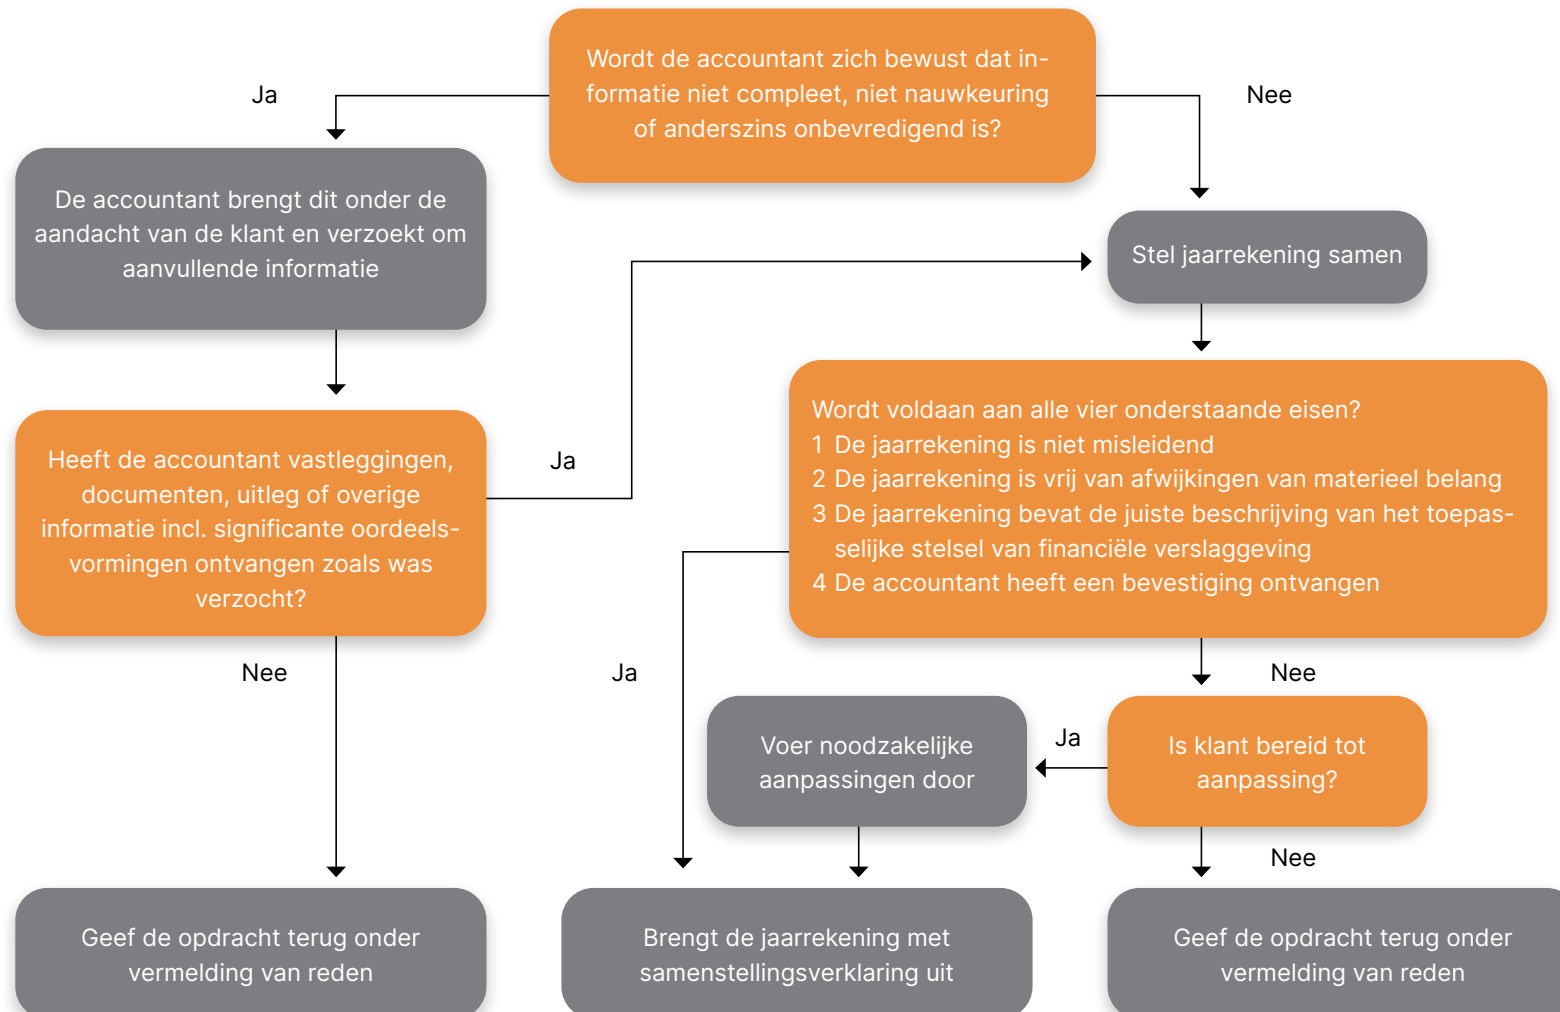 Wordt de accountant zich bewust dat in-
formatie niet compleet, niet nauwkeuring
of anderszins onbevredigend is?
Ja
Nee
De accountant brengt dit onder de
aandacht van de klant en verzoekt om
aanvullende informatie
Stel jaarrekening samen
Heeft de accountant vastleggingen,
documenten, uitleg of overige
informatie incl. significante oordeels-
vormingen ontvangen zoals was
verzocht?
Ja
Wordt voldaan aan alle vier onderstaande eisen?
1 De jaarrekening is niet misleidend
2 De jaarrekening is vrij van afwijkingen van materieel belang
3 De jaarrekening bevat de juiste beschrijving van het toepas-
selijke stelsel van financiële verslaggeving
4 De accountant heeft een bevestiging ontvangen
Nee
Ja
Nee
Voer noodzakelijke
aanpassingen door
Ja
Is klant bereid tot
aanpassing?
Nee
Geef de opdracht terug onder
vermelding van reden
Brengt de jaarrekening met
samenstellingsverklaring uit
Geef de opdracht terug onder
vermelding van reden